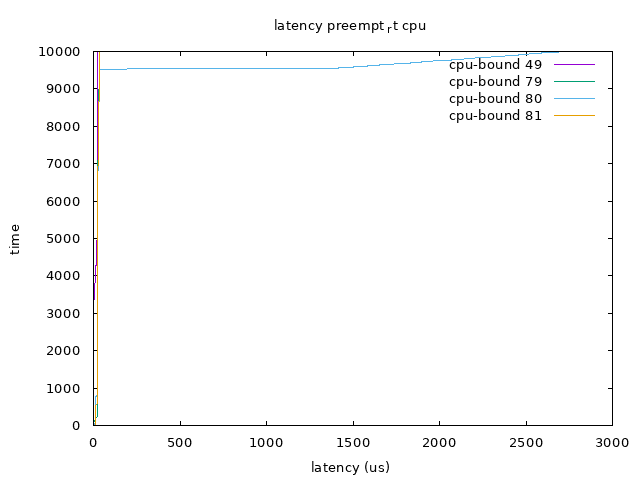 latency preempt_rt cpu
10000
9000
8000
7000
6000
5000
4000
3000
2000
1000
0
time
cpu-bound 49
cpu-bound 79
cpu-bound 80
cpu-bound 81
0 500 1000 1500 2000 2500 3000
latency (us)